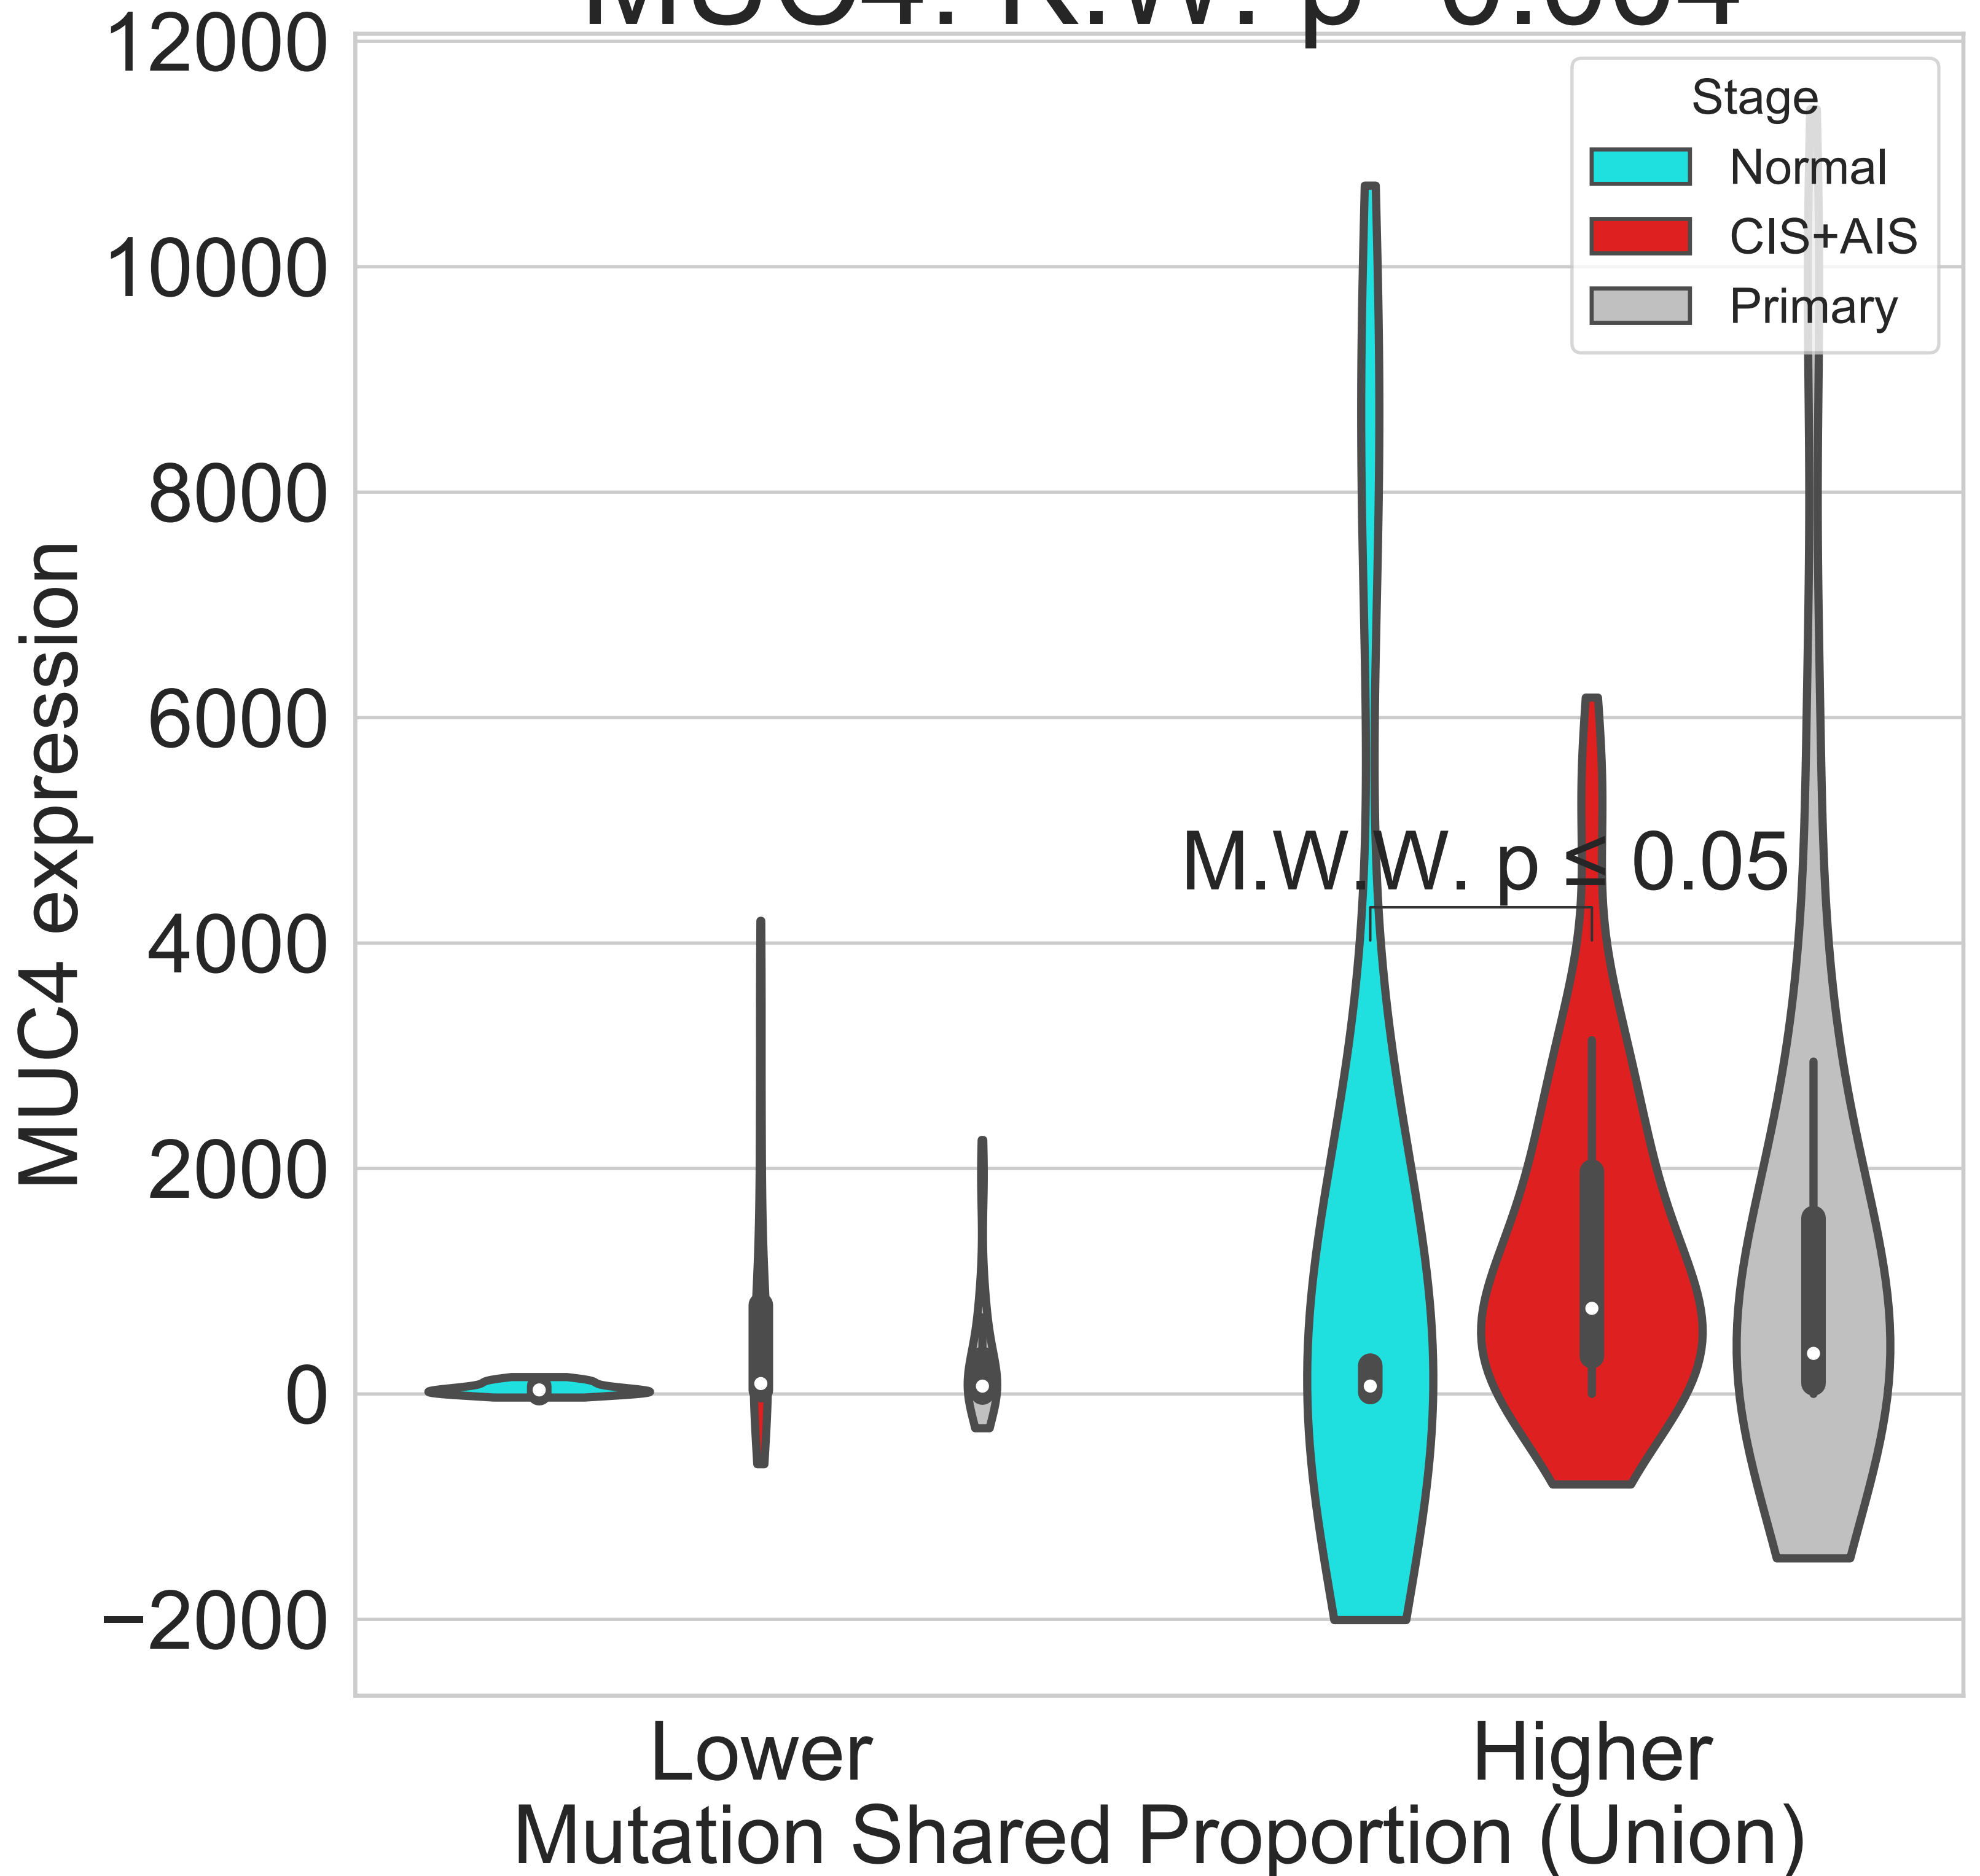 12000
10000
8000
6000
4000
2000
0
−2000
MUC4 expression
Stage
Normal
CIS+AIS
Primary
M.W.W. p ≤ 0.05
Lower
Higher
Mutation Shared Proportion (Union)